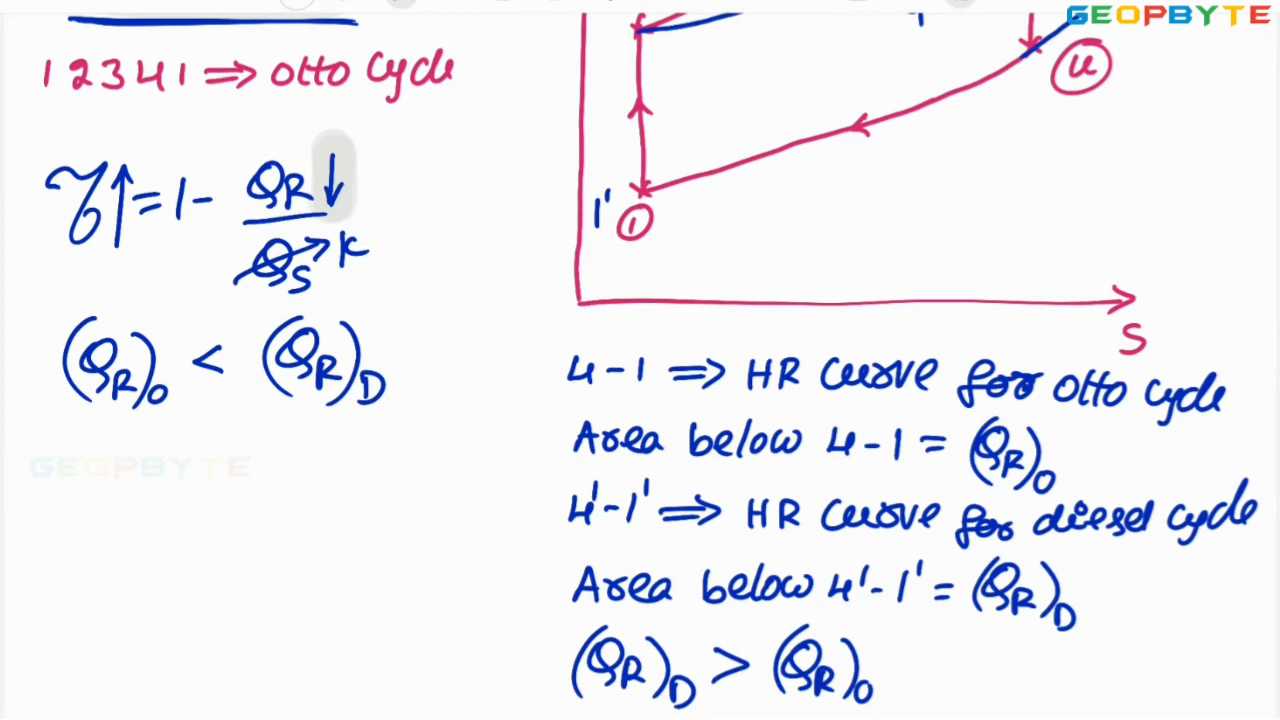 GEOPBYTE
1 2 3 4 1 ⇒ Otto cycle
η↑ = 1 - QR↓ / QS → K
(QR)O < (QR)D
GEOPBYTE
1'
1
4
S
4-1 ⇒ HR curve for Otto cycle
Area below 4-1 = (QR)O
4'-1' ⇒ HR curve for diesel cycle
Area below 4'-1' = (QR)D
(QR)D > (QR)O